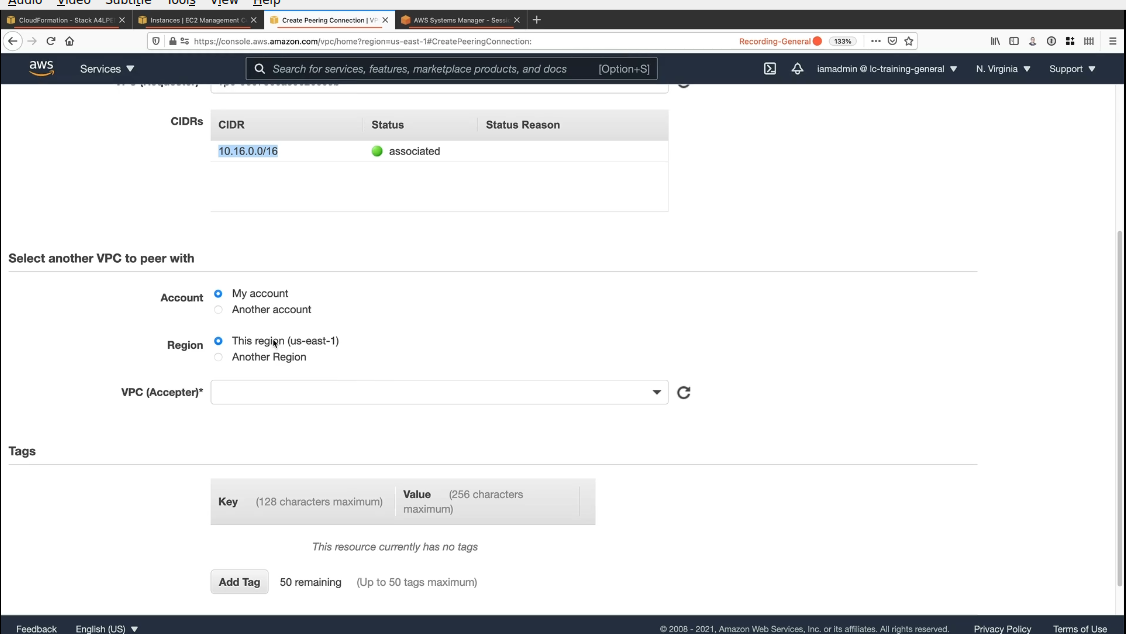 Audio Video Subtitle Tools View Help
CloudFormation - Stack A4LPE
Instances | EC2 Management C
Create Peering Connection | VP
AWS Systems Manager - Sess
https://console.aws.amazon.com/vpc/home?region=us-east-1#CreatePeeringConnection:
Recording-General
133%
aws
Services
Search for services, features, marketplace products, and docs [Option+S]
iamadmin @ lc-training-general
N. Virginia
Support
CIDRs
CIDR Status Status Reason
10.16.0.0/16 associated
Select another VPC to peer with
Account
My account
Another account
Region
This region (us-east-1)
Another Region
VPC (Accepter)*
Tags
Key (128 characters maximum)
Value (256 characters
maximum)
This resource currently has no tags
Add Tag 50 remaining (Up to 50 tags maximum)
Feedback English (US) © 2008 - 2021, Amazon Web Services, Inc. or its affiliates. All rights reserved. Privacy Policy Terms of Use